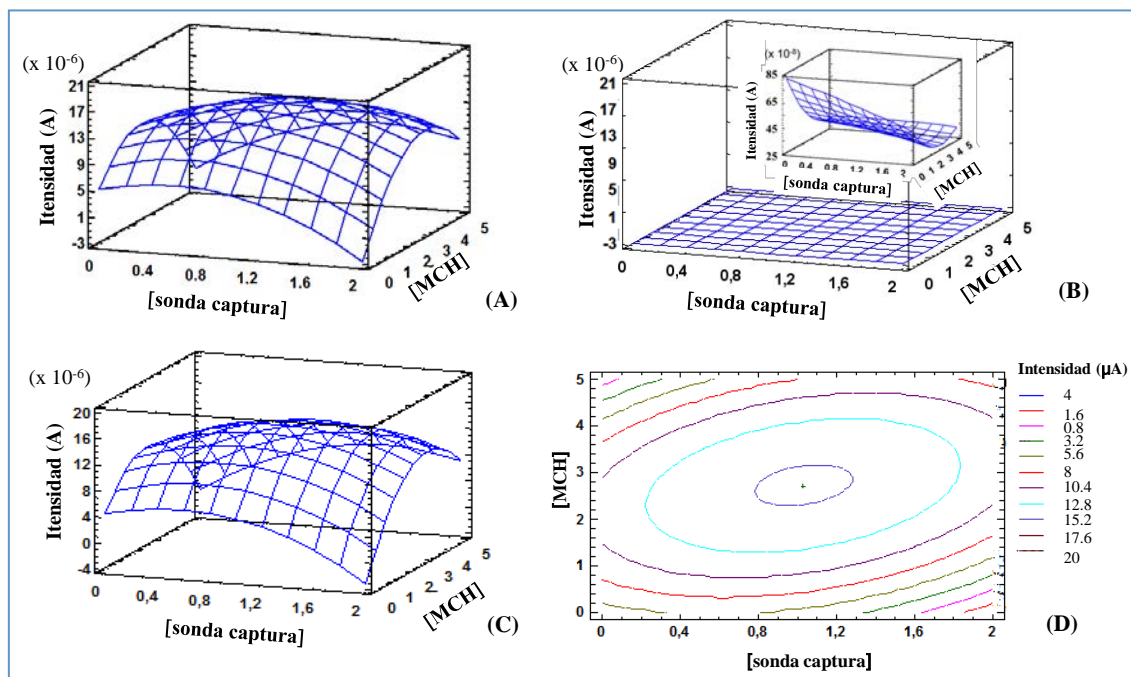 (x 10-6)
Itensidad (A)
21
17
13
9
5
1
-3
0 0.4 0.8 1.2 1.6 2
0 1 2 3 4 5
[sonda captura]
[MCH]
(A)
(x 10-6)
Itensidad (A)
21
17
13
9
5
1
-3
0 0,4 0,8 1,2 1,6 2
0 1 2 3 4 5
[sonda captura]
[MCH]
Itensidad (A)
85
65
45
25
0 0.4 0.8 1.2 1.6 2
0 1 2 3 4 5
[sonda captura]
[MCH]
(B)
(x 10-6)
Itensidad (A)
20
16
12
8
4
0
-4
0 0,4 0,8 1,2 1,6 2
0 1 2 3 4 5
[sonda captura]
[MCH]
(C)
[MCH]
5
4
3
2
1
0
0 0,4 0,8 1,2 1,6 2
[sonda captura]
Intensidad (µA)
4
1.6
0.8
3.2
5.6
8
10.4
12.8
15.2
17.6
20
(D)